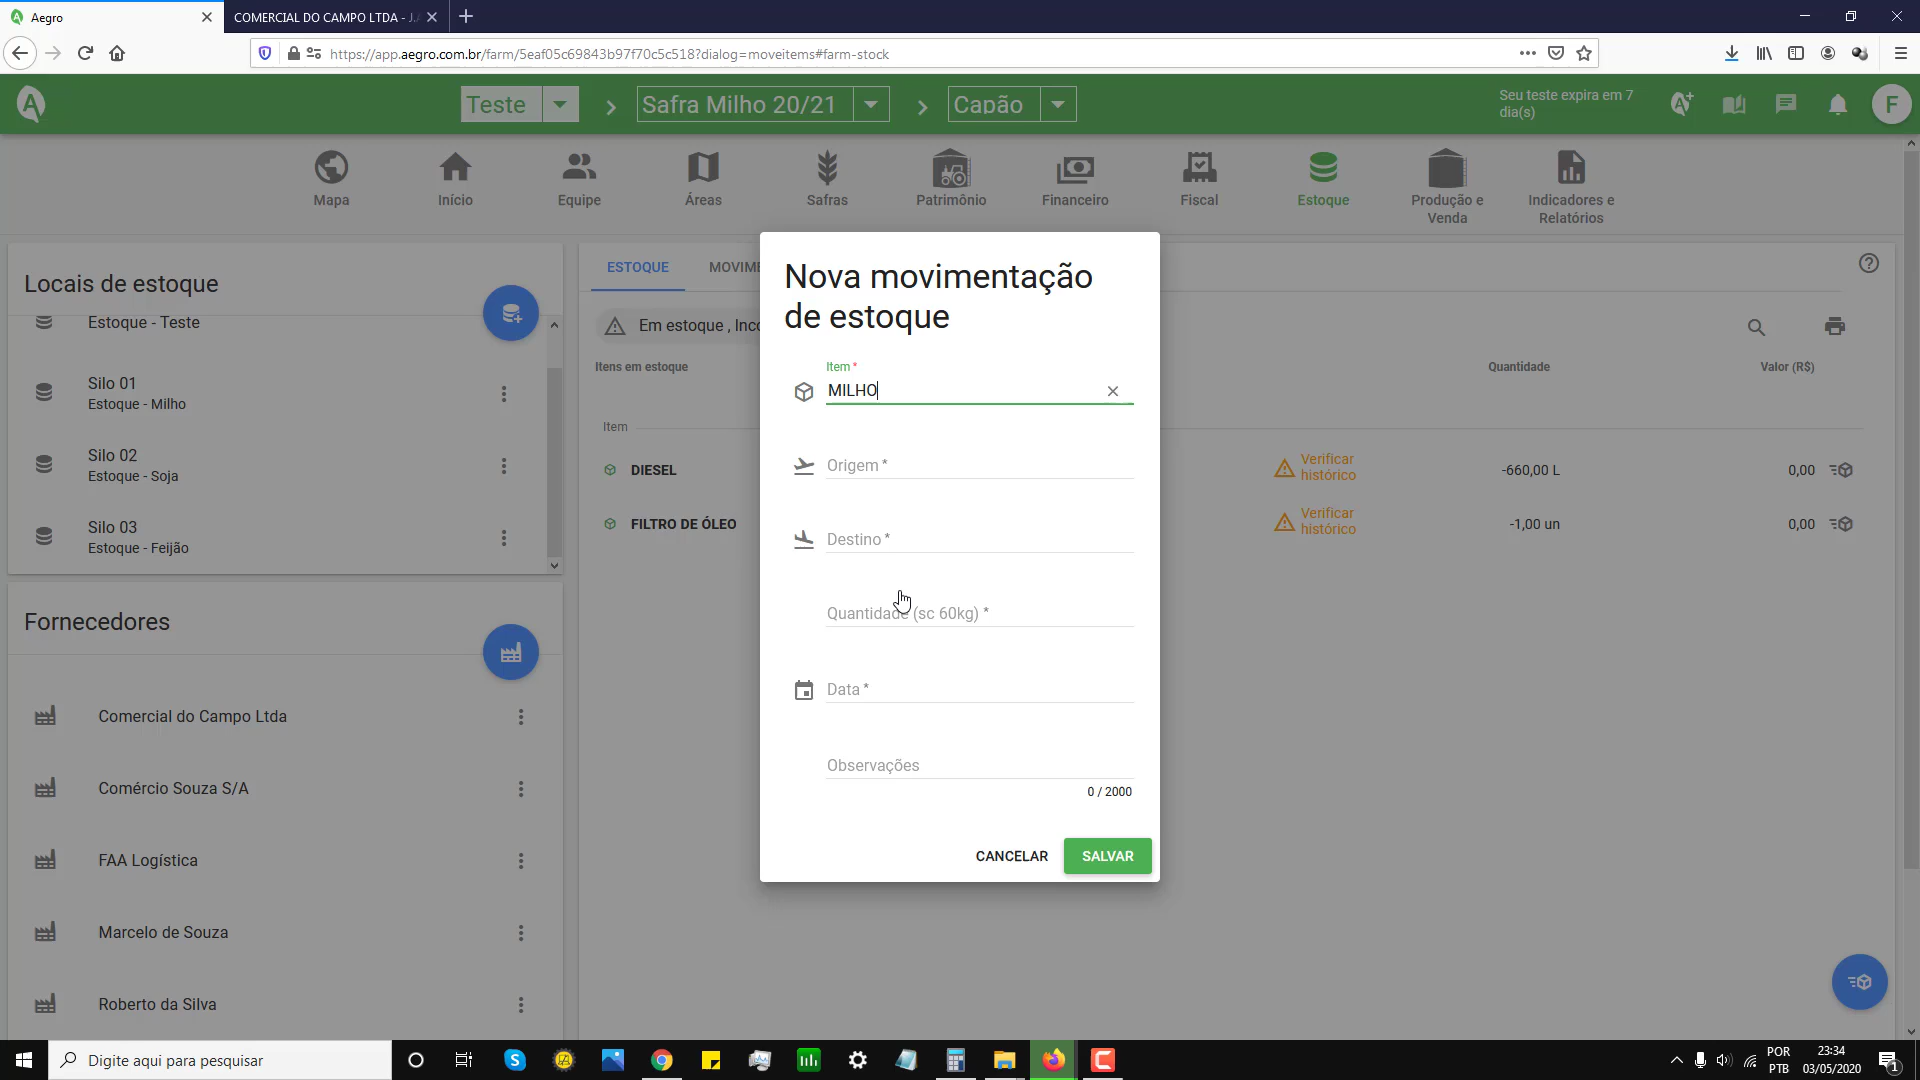 Aegro
COMERCIAL DO CAMPO LTDA - J.
https://app.aegro.com.br/farm/5eaf05c69843b97f70c5c518?dialog=moveitems#farm-stock
Teste
Safra Milho 20/21
Capão
Seu teste expira em 7
dia(s)
F
Mapa
Início
Equipe
Áreas
Safras
Patrimônio
Financeiro
Fiscal
Estoque
Produção e
Venda
Indicadores e
Relatórios
Locais de estoque
Estoque - Teste
Silo 01
Estoque - Milho
Silo 02
Estoque - Soja
Silo 03
Estoque - Feijão
Fornecedores
Comercial do Campo Ltda
Comércio Souza S/A
FAA Logística
Marcelo de Souza
Roberto da Silva
ESTOQUE
MOVIME
Em estoque , Inco
Itens em estoque
Quantidade
Valor (R$)
Item
DIESEL
Verificar
histórico
-660,00 L
0,00
FILTRO DE ÓLEO
Verificar
histórico
-1,00 un
0,00
Nova movimentação
de estoque
Item *
MILHO
Origem *
Destino *
Quantidade (sc 60kg) *
Data *
Observações
0 / 2000
CANCELAR
SALVAR
Digite aqui para pesquisar
POR
PTB
23:34
03/05/2020
1